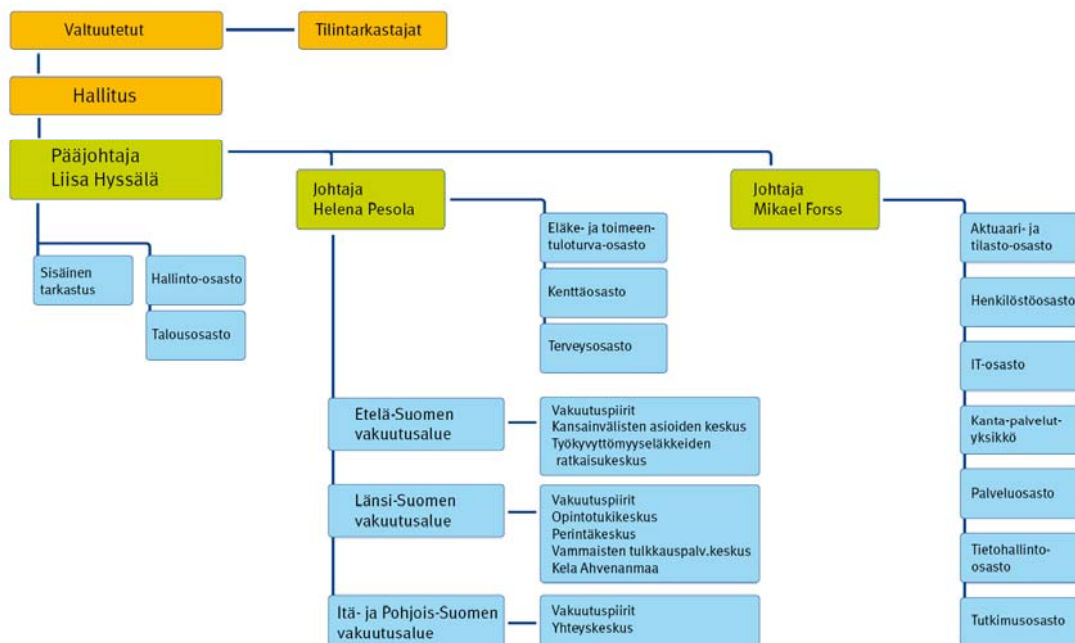 Valtuutetut
Tilintarkastajat
Hallitus
Pääjohtaja
Liisa Hyssälä
Johtaja
Helena Pesola
Johtaja
Mikael Forss
Sisäinen
tarkastus
Hallinto-osasto
Talousosasto
Eläke- ja toimeen-
tuloturva-osasto
Kenttäosasto
Terveysosasto
Etelä-Suomen
vakuutusalue
Vakuutuspiirit
Kansainvälisten asioiden keskus
Työkyvyttömyyseläkkeiden
ratkaisukeskus
Länsi-Suomen
vakuutusalue
Vakuutuspiirit
Opintotukikeskus
Perintäkeskus
Vammaisten tulkkauspalv.keskus
Kela Ahvenanmaa
Itä- ja Pohjois-Suomen
vakuutusalue
Vakuutuspiirit
Yhteyskeskus
Aktuaari- ja
tilasto-osasto
Henkilöstöosasto
IT-osasto
Kanta-palvelut-
yksikkö
Palveluosasto
Tietohallinto-
osasto
Tutkimusosasto